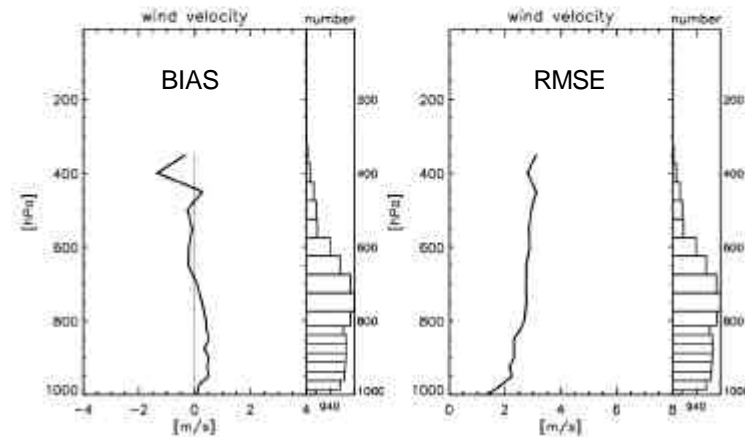 wind velocity number wind velocity number
BIAS RMSE
200 200 200 200
400 400 400 400
[hPa] [hPa]
600 600 600 600
800 800 800 800
1000 1000 1000 1000
−4 −2 0 2 4 940 0 2 4 6 8 940
[m/s] [m/s]